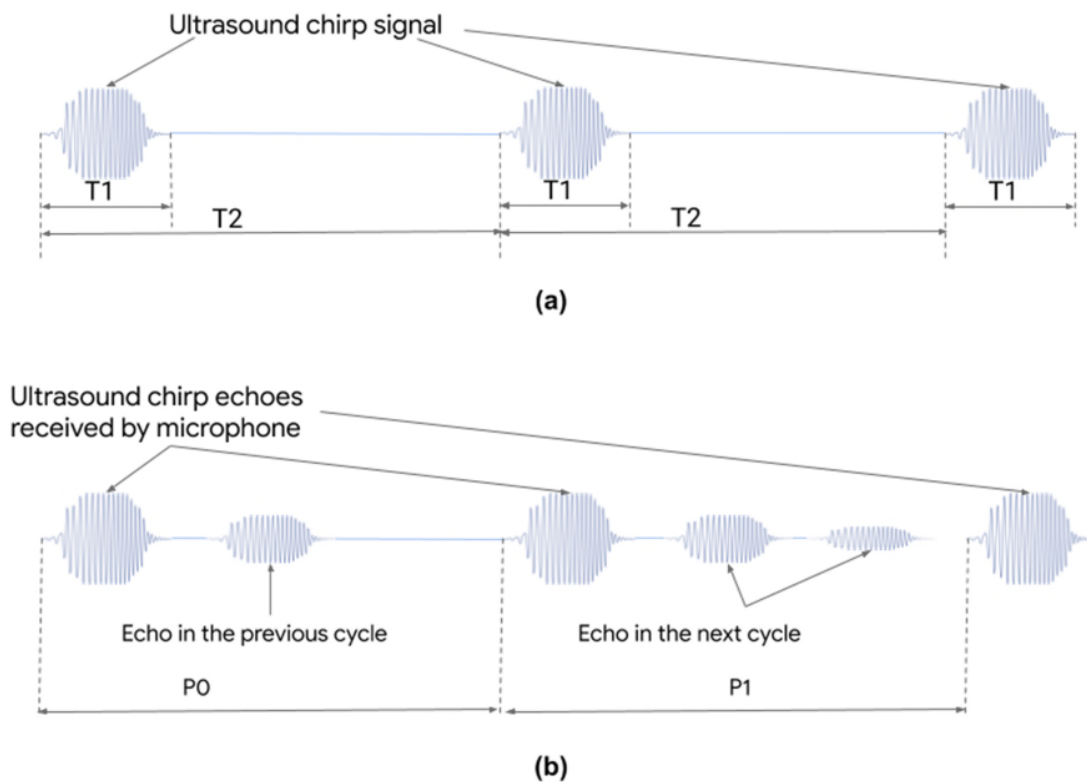 Ultrasound chirp signal
T1
T1
T1
T2
T2
(a)
Ultrasound chirp echoes
received by microphone
Echo in the previous cycle
Echo in the next cycle
P0
P1
(b)